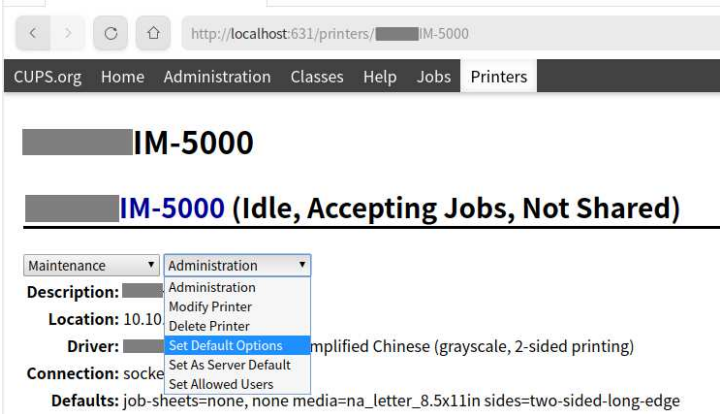 http://localhost:631/printers/IM-5000
CUPS.org Home Administration Classes Help Jobs Printers
IM-5000
IM-5000 (Idle, Accepting Jobs, Not Shared)
Maintenance Administration
Description: Administration
Modify Printer
Location: 10.10.
Delete Printer
Driver: Set Default Options mplified Chinese (grayscale, 2-sided printing)
Set As Server Default
Connection: socke
Set Allowed Users
Defaults: job-sheets=none, none media=na_letter_8.5x11in sides=two-sided-long-edge